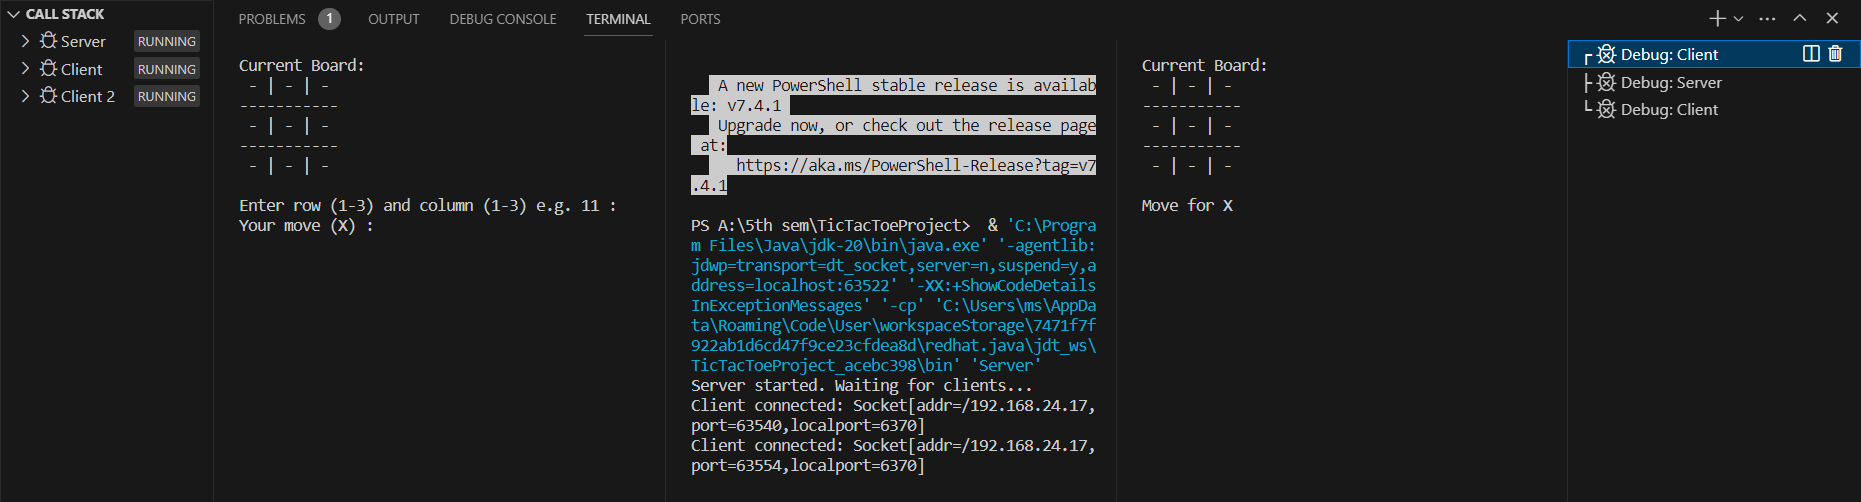 CALL STACK
Server RUNNING
Client RUNNING
Client 2 RUNNING
PROBLEMS 1 OUTPUT DEBUG CONSOLE TERMINAL PORTS
Current Board:
 - | - | -
-----------
 - | - | -
-----------
 - | - | -
Enter row (1-3) and column (1-3) e.g. 11 :
Your move (X) :
A new PowerShell stable release is availab
le: v7.4.1
Upgrade now, or check out the release page
at:
https://aka.ms/PowerShell-Release?tag=v7
.4.1
PS A:\5th sem\TicTacToeProject>  & 'C:\Progra
m Files\Java\jdk-20\bin\java.exe' '-agentlib:
jdwp=transport=dt_socket,server=n,suspend=y,a
ddress=localhost:63522' '-XX:+ShowCodeDetails
InExceptionMessages' '-cp' 'C:\Users\ms\AppDa
ta\Roaming\Code\User\workspaceStorage\7471f7f
922ab1d6cd47f9ce23cfdea8d\redhat.java\jdt_ws\
TicTacToeProject_acebc398\bin' 'Server'
Server started. Waiting for clients...
Client connected: Socket[addr=/192.168.24.17,
port=63540,localport=6370]
Client connected: Socket[addr=/192.168.24.17,
port=63554,localport=6370]
Current Board:
 - | - | -
-----------
 - | - | -
-----------
 - | - | -
Move for X
Debug: Client
Debug: Server
Debug: Client